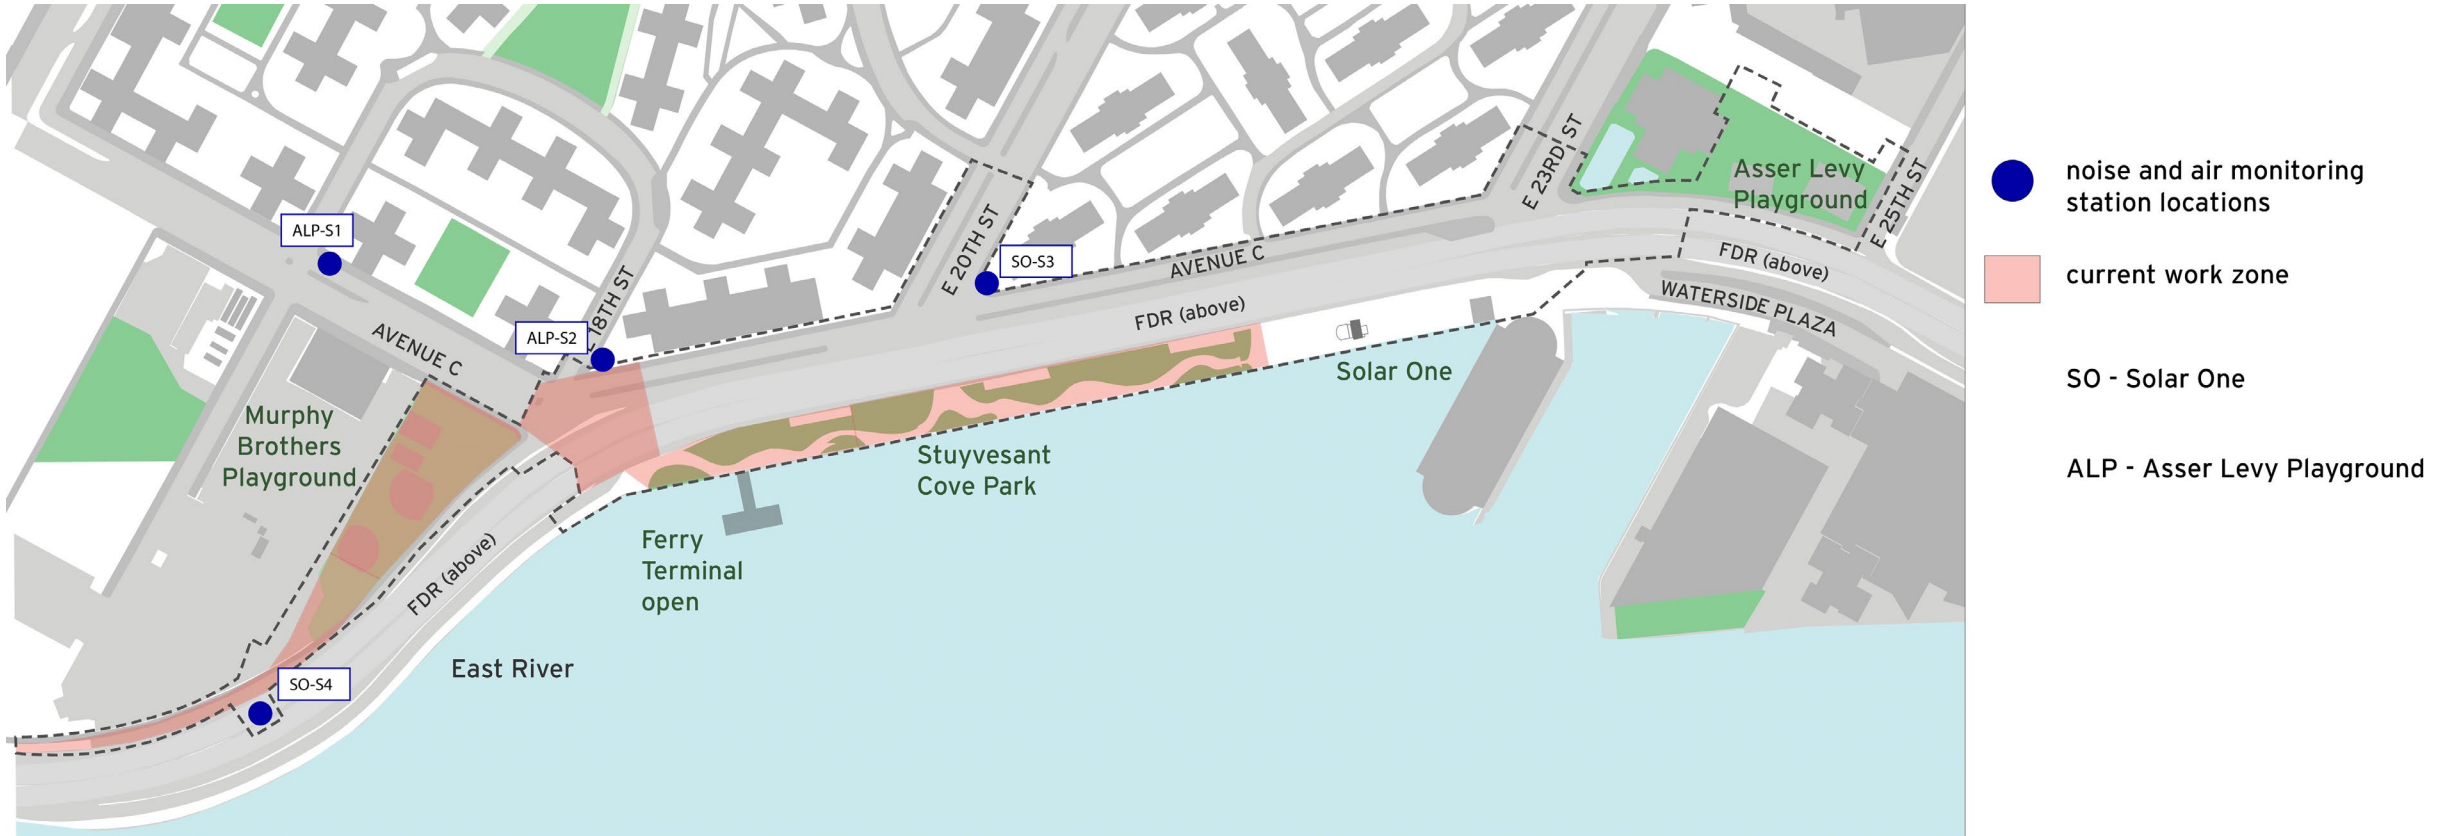 ALP-S1
ALP-S2
SO-S3
SO-S4
AVENUE C
E 18TH ST
E 20TH ST
AVENUE C
FDR (above)
E 23RD ST
Asser Levy
Playground
E 25TH ST
FDR (above)
WATERSIDE PLAZA
Murphy
Brothers
Playground
FDR (above)
Stuyvesant
Cove Park
Solar One
Ferry
Terminal
open
East River
noise and air monitoring
station locations
current work zone
SO - Solar One
ALP - Asser Levy Playground